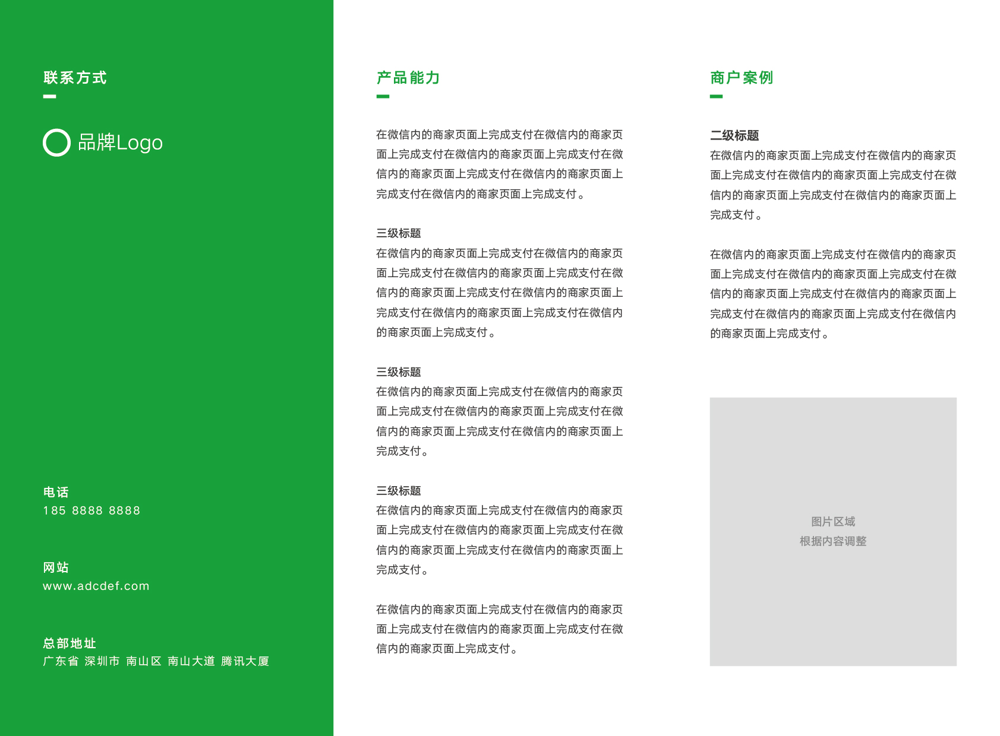 联系方式
品牌Logo
电话
185 8888 8888
网站
www.adcdef.com
总部地址
广东省 深圳市 南山区 南山大道 腾讯大厦
产品能力
在微信内的商家页面上完成支付在微信内的商家页
面上完成支付在微信内的商家页面上完成支付在微
信内的商家页面上完成支付在微信内的商家页面上
完成支付在微信内的商家页面上完成支付。
三级标题
在微信内的商家页面上完成支付在微信内的商家页
面上完成支付在微信内的商家页面上完成支付在微
信内的商家页面上完成支付在微信内的商家页面上
完成支付在微信内的商家页面上完成支付在微信内
的商家页面上完成支付。
三级标题
在微信内的商家页面上完成支付在微信内的商家页
面上完成支付在微信内的商家页面上完成支付在微
信内的商家页面上完成支付在微信内的商家页面上
完成支付。
三级标题
在微信内的商家页面上完成支付在微信内的商家页
面上完成支付在微信内的商家页面上完成支付在微
信内的商家页面上完成支付在微信内的商家页面上
完成支付。
在微信内的商家页面上完成支付在微信内的商家页
面上完成支付在微信内的商家页面上完成支付在微
信内的商家页面上完成支付。
商户案例
二级标题
在微信内的商家页面上完成支付在微信内的商家页
面上完成支付在微信内的商家页面上完成支付在微
信内的商家页面上完成支付在微信内的商家页面上
完成支付。
在微信内的商家页面上完成支付在微信内的商家页
面上完成支付在微信内的商家页面上完成支付在微
信内的商家页面上完成支付在微信内的商家页面上
完成支付在微信内的商家页面上完成支付在微信内
的商家页面上完成支付。
图片区域
根据内容调整